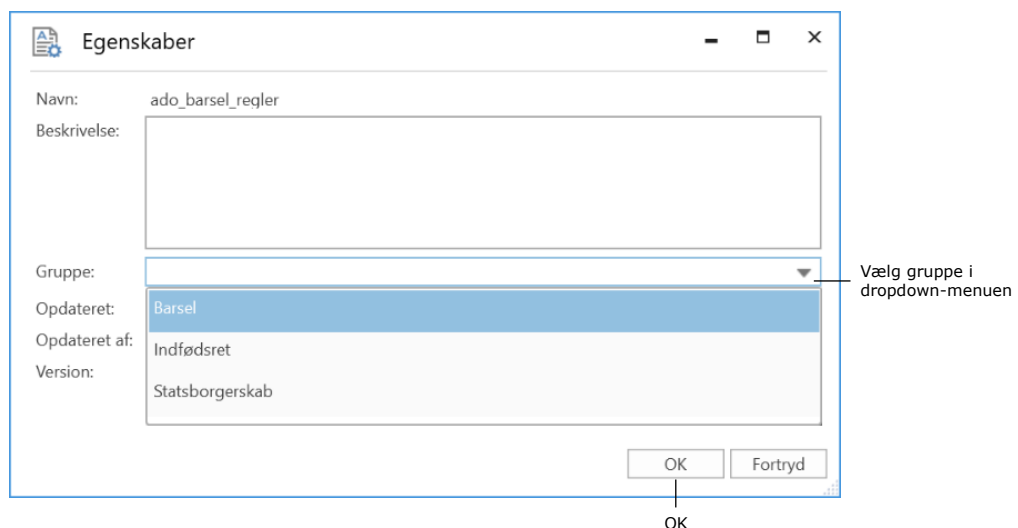 Egenskaber
Navn: ado_barsel_regler
Beskrivelse:
Gruppe:
Vælg gruppe i
dropdown-menuen
Opdateret: Barsel
Opdateret af: Indfødsret
Version: Statsborgerskab
OK Fortryd
OK